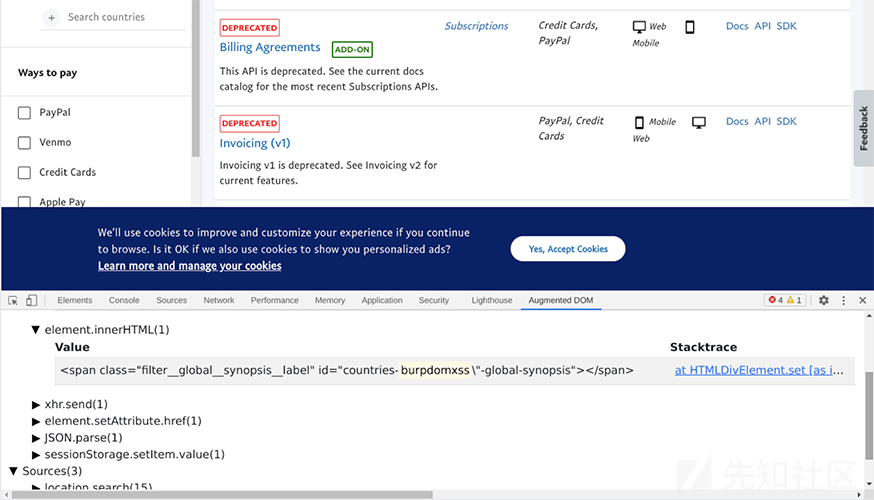 Search countries
Ways to pay
PayPal
Venmo
Credit Cards
Apple Pay
DEPRECATED
Billing Agreements ADD-ON
This API is deprecated. See the current docs
catalog for the most recent Subscriptions APIs.
Subscriptions
Credit Cards,
PayPal
Web
Mobile
Docs API SDK
DEPRECATED
Invoicing (v1)
Invoicing v1 is deprecated. See Invoicing v2 for
current features.
PayPal, Credit
Cards
Mobile
Web
Docs API SDK
Feedback
We'll use cookies to improve and customize your experience if you continue
to browse. Is it OK if we also use cookies to show you personalized ads?
Learn more and manage your cookies
Yes, Accept Cookies
Elements Console Sources Network Performance Memory Application Security Lighthouse Augmented DOM 4 1
element.innerHTML(1)
Value Stacktrace
<span class="filter__global__synopsis__label" id="countries-burpdomxss\"-global-synopsis"></span> at HTMLDivElement.set [as i...
xhr.send(1)
element.setAttribute.href(1)
JSON.parse(1)
sessionStorage.setItem.value(1)
Sources(3)
location.search(15)
先知社区